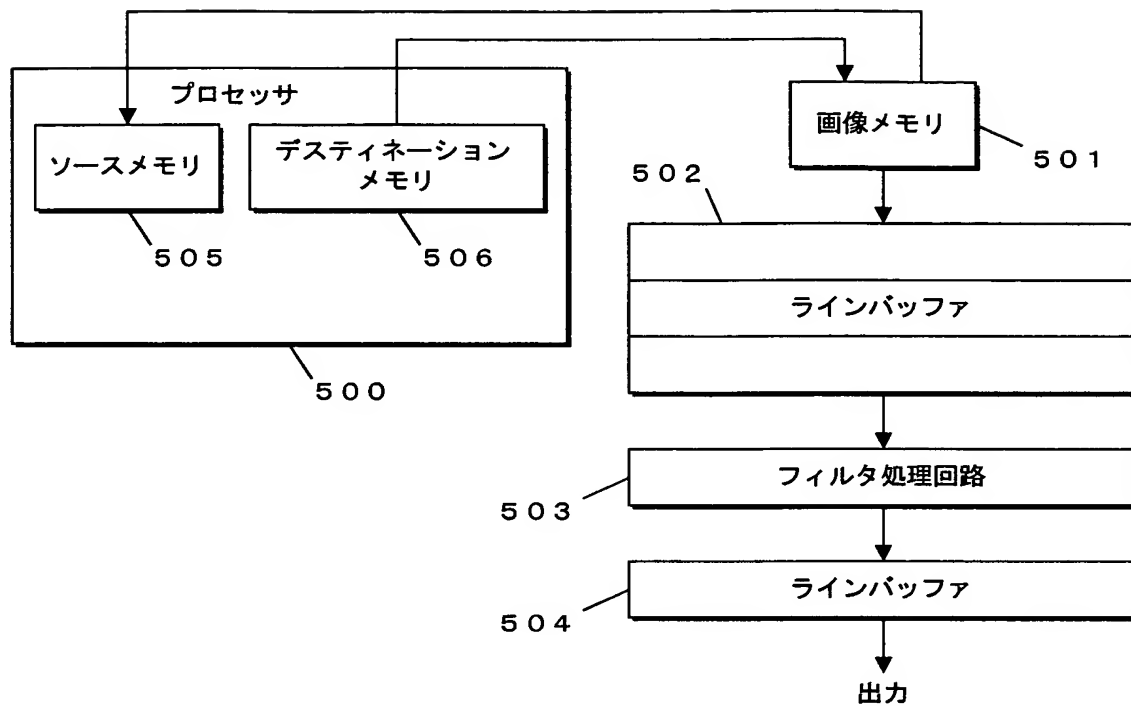 プロセッサ
ソースメモリ
デスティネーション
メモリ
505
506
500
画像メモリ
501
502
ラインバッファ
フィルタ処理回路
503
ラインバッファ
504
出力